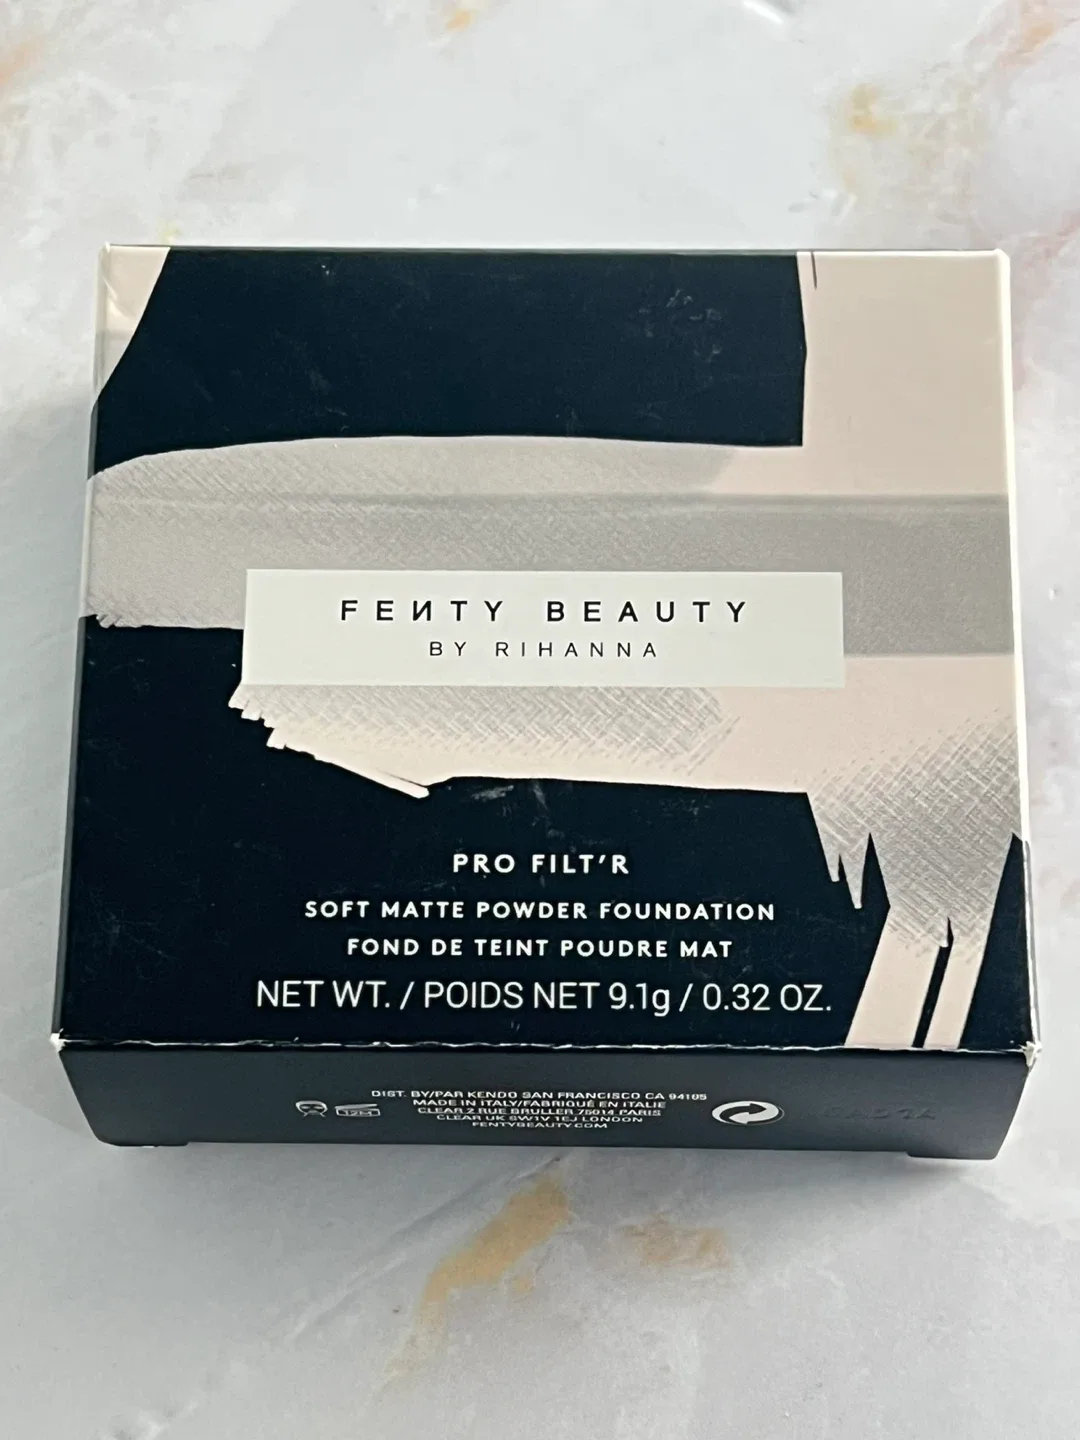 FEИTY BEAUTY
BY RIHANNA
PRO FILT'R
SOFT MATTE POWDER FOUNDATION
FOND DE TEINT POUDRE MAT
NET WT. / POIDS NET 9.1g / 0.32 OZ.
DIST. BY/PAR KENDO SAN FRANCISCO CA 94105
MADE IN ITALY/FABRIQUÉ EN ITALIE
CLEAR 2 RUE BRULLER 75014 PARIS
CLEAR UK SW1V 1EJ LONDON
FENTYBEAUTY.COM
12M